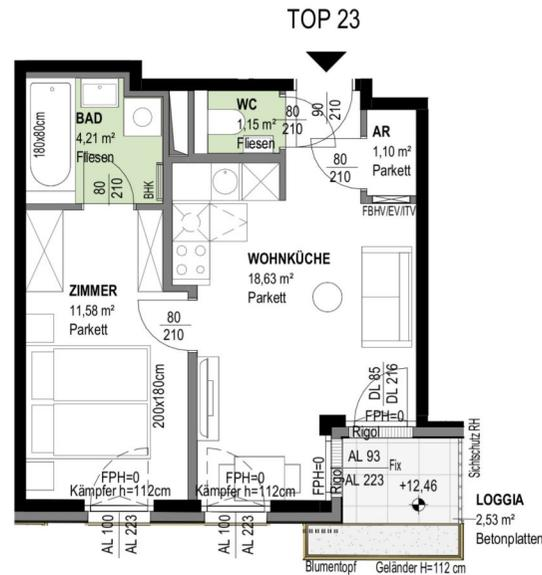 TOP 23
BAD
4,21 m²
Fliesen
180x80cm
80
210
BHK
WC
1,15 m²
Fliesen
80
210
90
210
AR
1,10 m²
Parkett
80
210
FBHV/EV/ITV
WOHNKÜCHE
18,63 m²
Parkett
ZIMMER
11,58 m²
Parkett
80
210
200x180cm
DL 85
DL 216
FPH=0
Rigol
FPH=0
Rigol
AL 93
AL 223
Fix
+12,46
Sichtschutz RH
FPH=0
Kämpfer h=112cm
FPH=0
Kämpfer h=112cm
AL 100
AL 223
AL 100
AL 223
LOGGIA
2,53 m²
Betonplatten
Blumentopf
Geländer H=112 cm